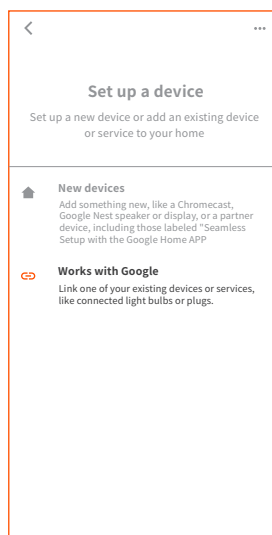 Set up a device
Set up a new device or add an existing device
or service to your home
New devices
Add something new, like a Chromecast,
Google Nest speaker or display, or a partner
device, including those labeled "Seamless
Setup with the Google Home APP
Works with Google
Link one of your existing devices or services,
like connected light bulbs or plugs.